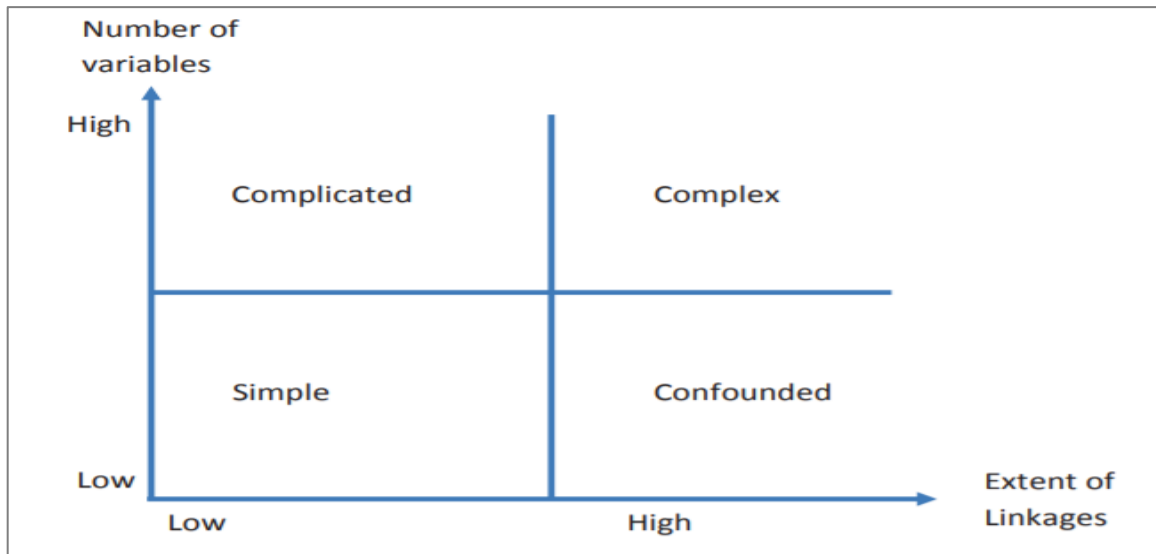 Number of
variables
High
Complicated
Complex
Simple
Confounded
Low
Low
High
Extent of
Linkages